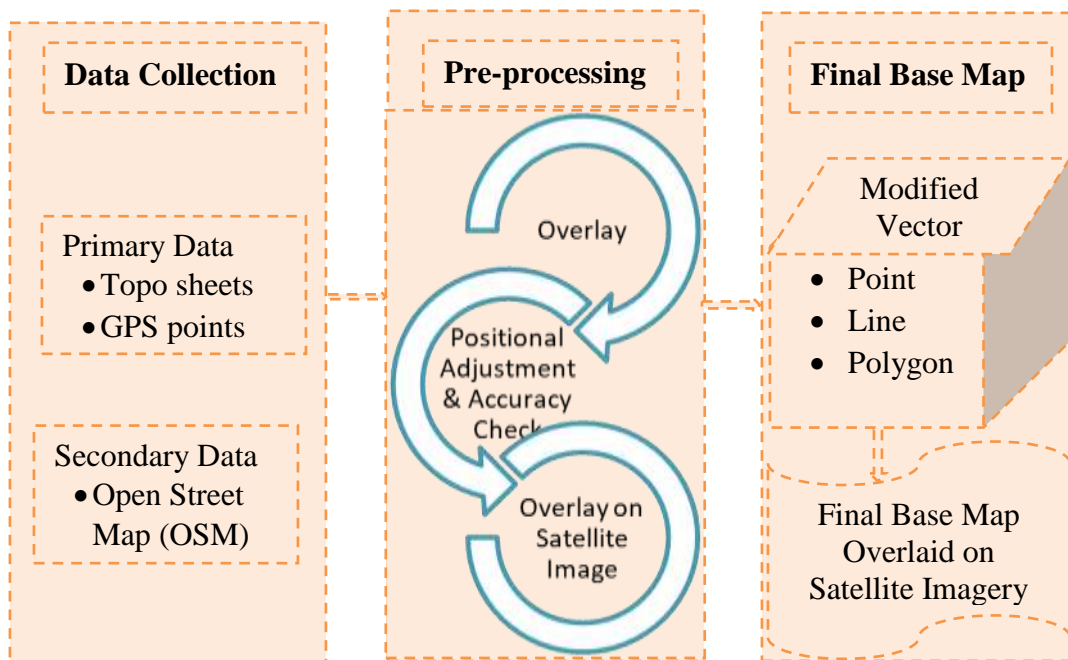 Data Collection
Primary Data
• Topo sheets
• GPS points
Secondary Data
• Open Street
Map (OSM)
Pre-processing
Overlay
Positional
Adjustment
& Accuracy
Check
Overlay on
Satellite
Image
Final Base Map
Modified
Vector
• Point
• Line
• Polygon
Final Base Map
Overlaid on
Satellite Imagery